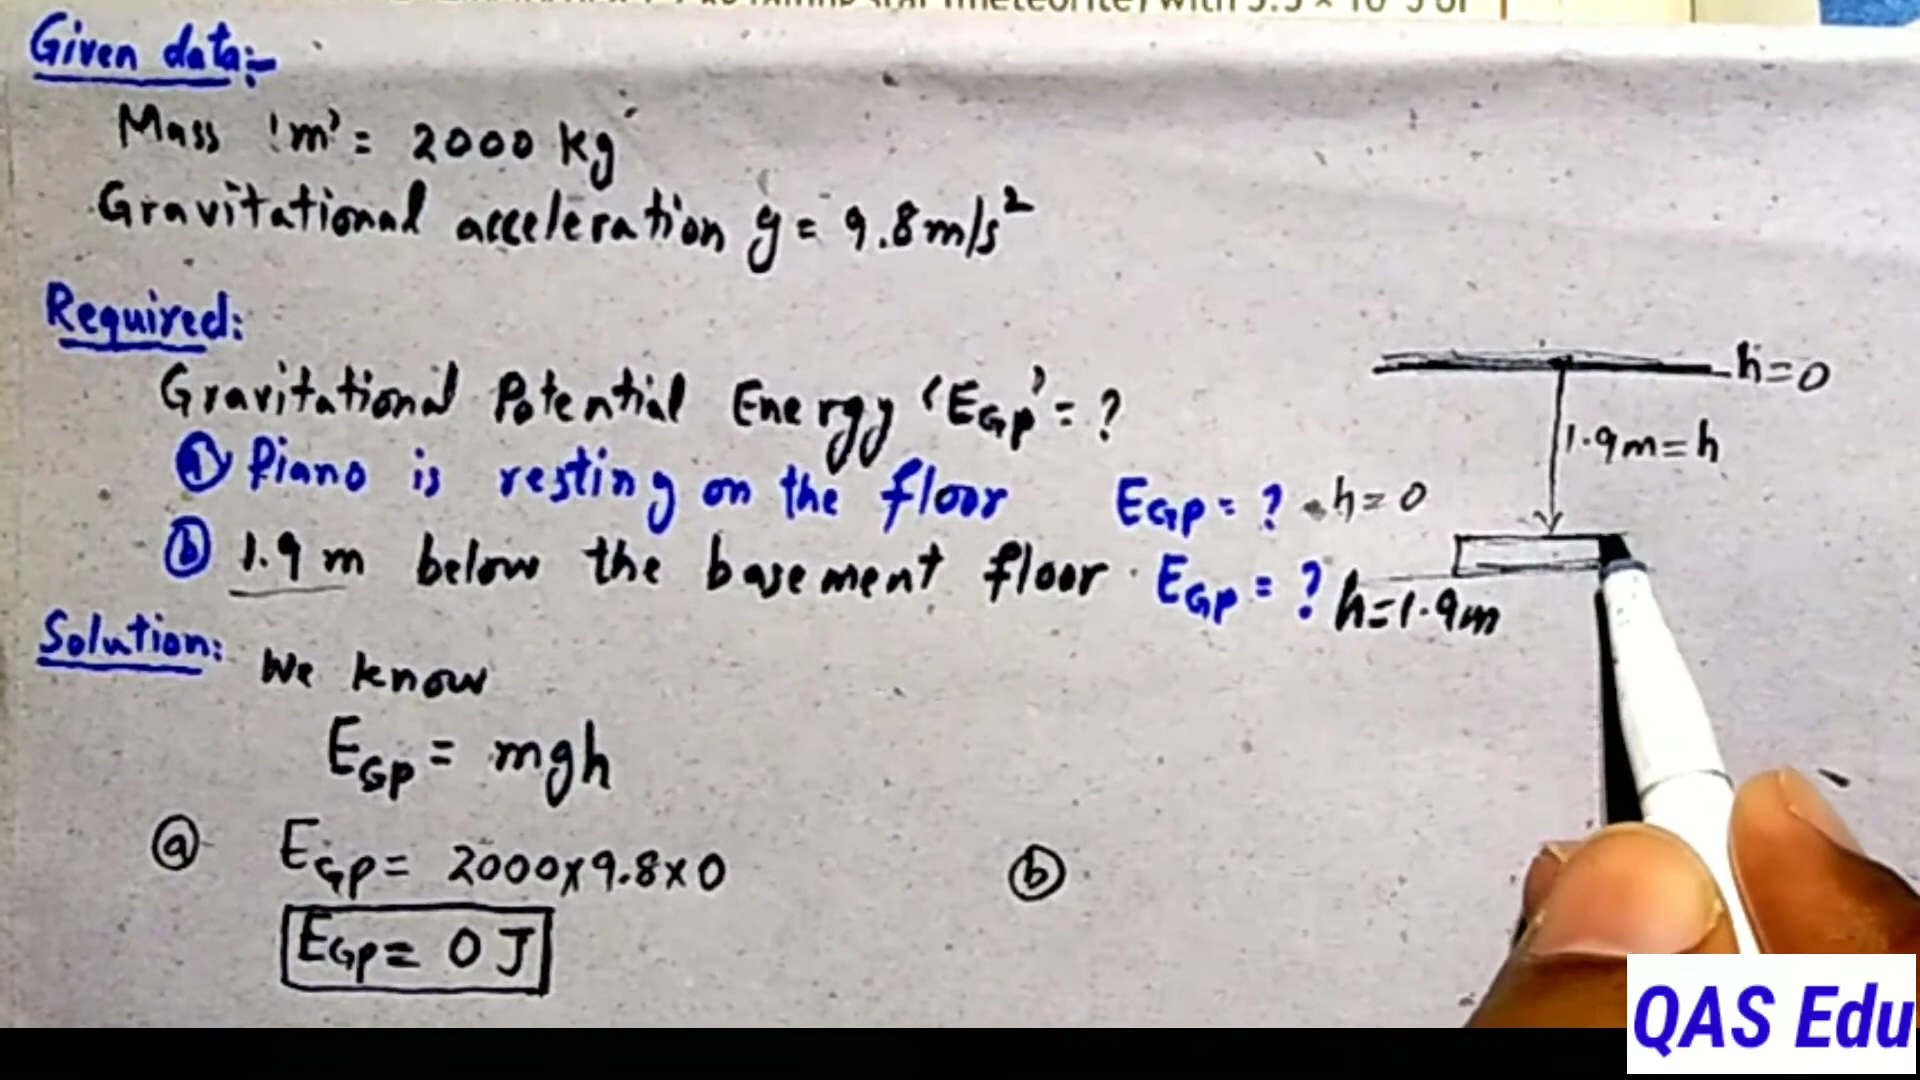 (meteorite) with
Given data:-
Mass 'm' = 2000 kg
Gravitational acceleration g = 9.8 m/s²
Required:
Gravitational Potential Energy 'EGP' = ?
(a) Piano is resting on the floor EGP = ? h = 0
(b) 1.9 m below the basement floor. EGP = ? h = 1.9m
h = 0
1.9m = h
Solution: We know
EGP = mgh
(a) EGP = 2000 x 9.8 x 0
EGP = 0 J
(b)
QAS Edu